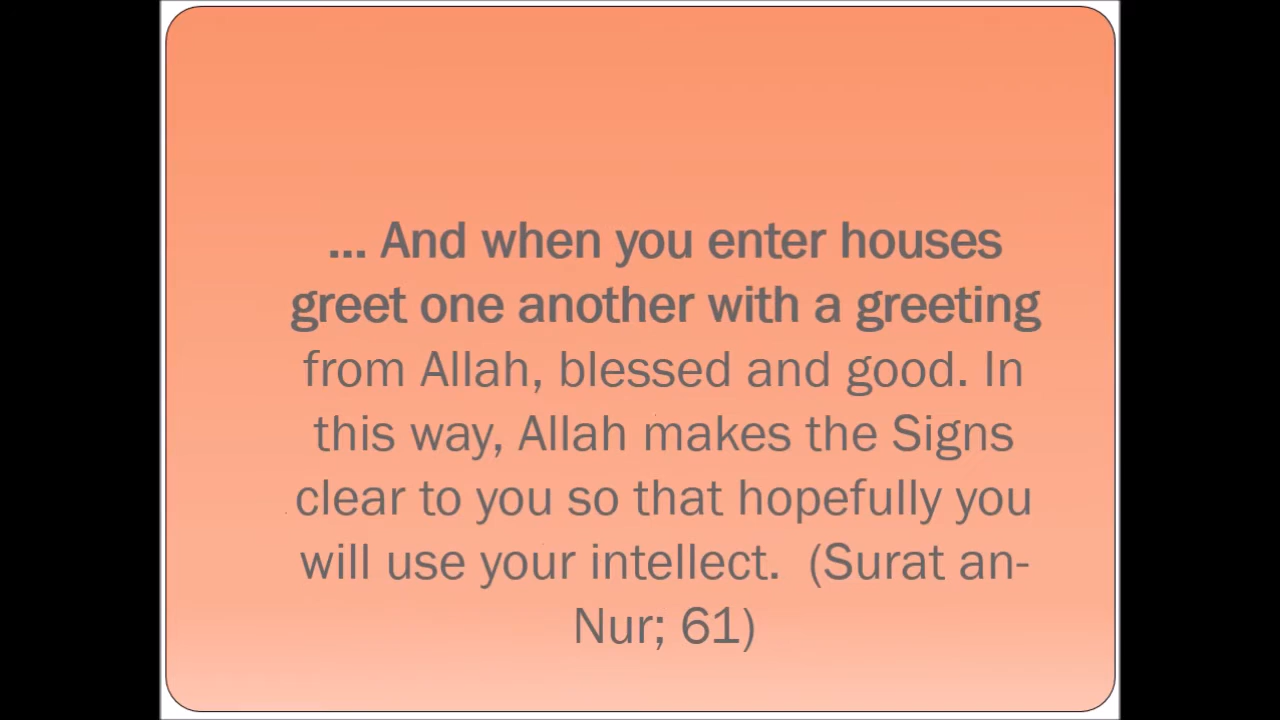 ... And when you enter houses
greet one another with a greeting
from Allah, blessed and good. In
this way, Allah makes the Signs
clear to you so that hopefully you
will use your intellect.  (Surat an-
Nur; 61)